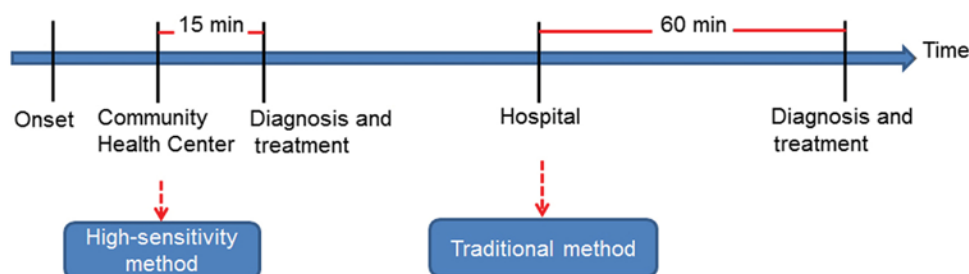 15 min
60 min
Time
Onset
Community
Health Center
Diagnosis and
treatment
Hospital
Diagnosis and
treatment
High-sensitivity
method
Traditional method